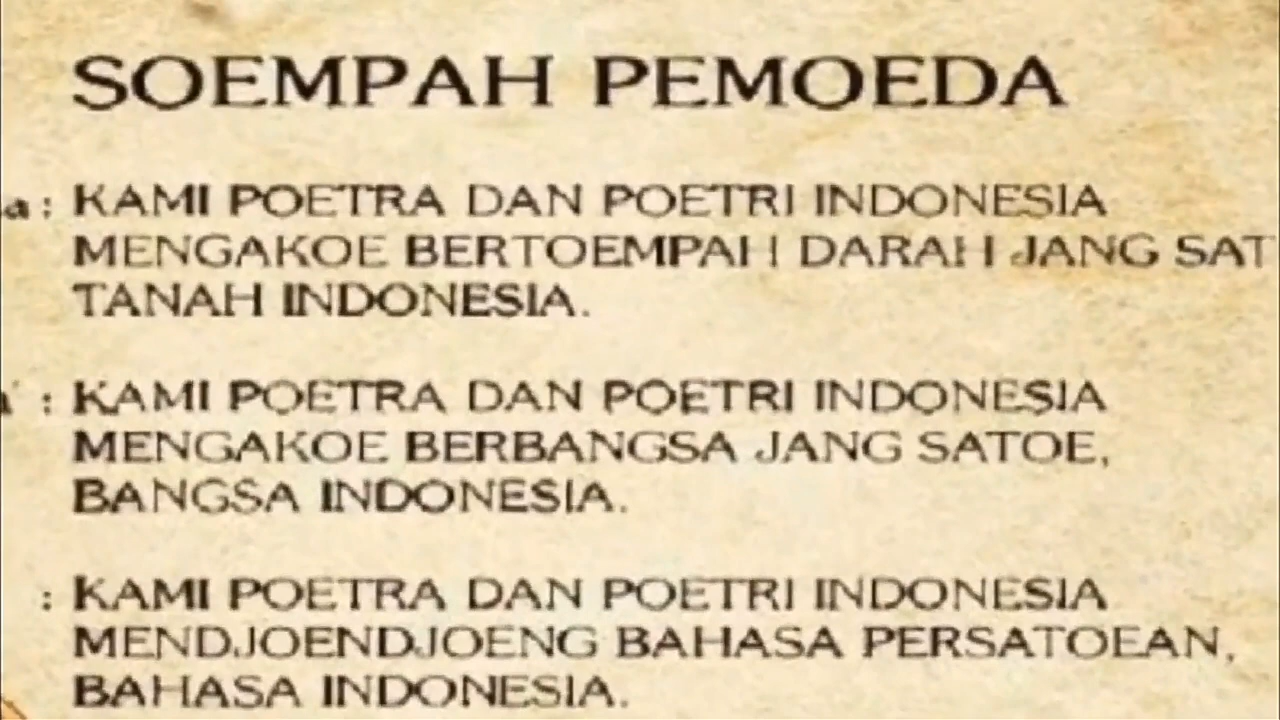 SOEMPAH PEMOEDA
a : KAMI POETRA DAN POETRI INDONESIA
MENGAKOE BERTOEMPAH DARAH JANG SAT
TANAH INDONESIA.
: KAMI POETRA DAN POETRI INDONESIA
MENGAKOE BERBANGSA JANG SATOE,
BANGSA INDONESIA.
: KAMI POETRA DAN POETRI INDONESIA
MENDJOENDJOENG BAHASA PERSATOEAN,
BAHASA INDONESIA.